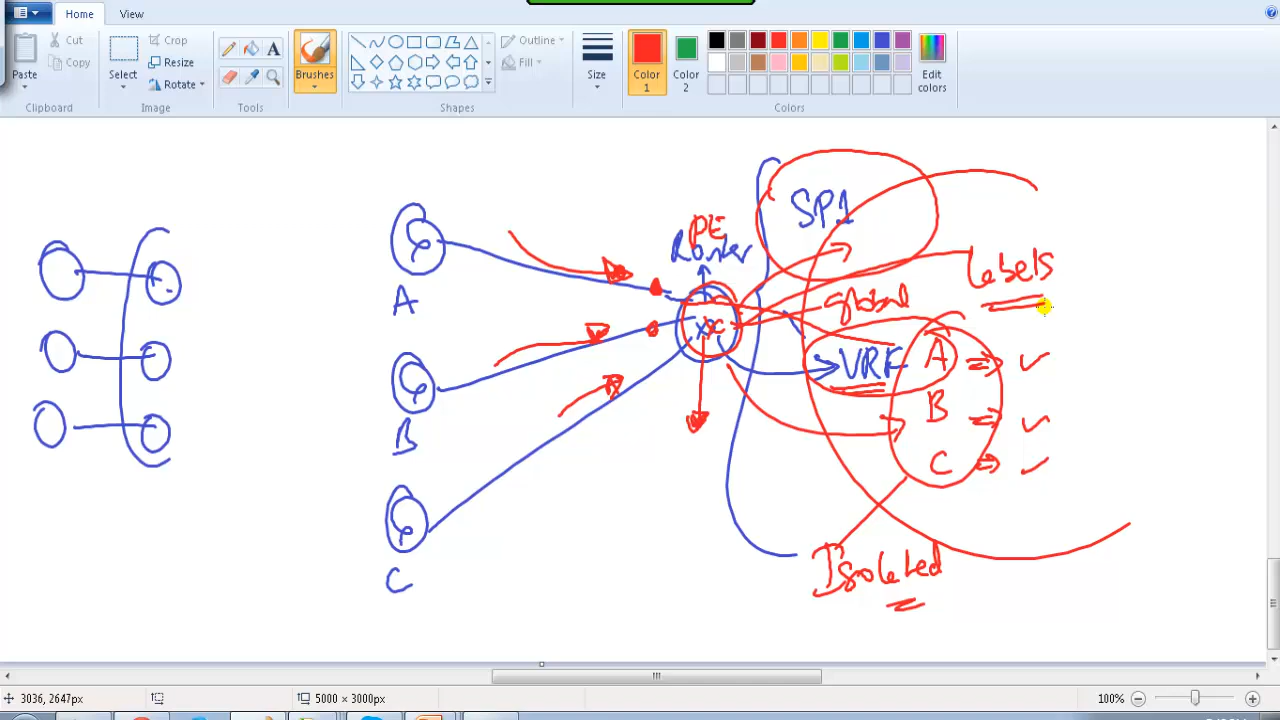 Home
View
Paste
Cut
Copy
Clipboard
Select
Crop
Resize
Rotate
Image
A
Tools
Brushes
Shapes
Outline
Fill
Size
Color 1
Color 2
Edit colors
Colors
SP1
PE
Router
labels
global
VRF
A
B
C
A
B
C
Isolated
3036, 2647px
5000 × 3000px
100%